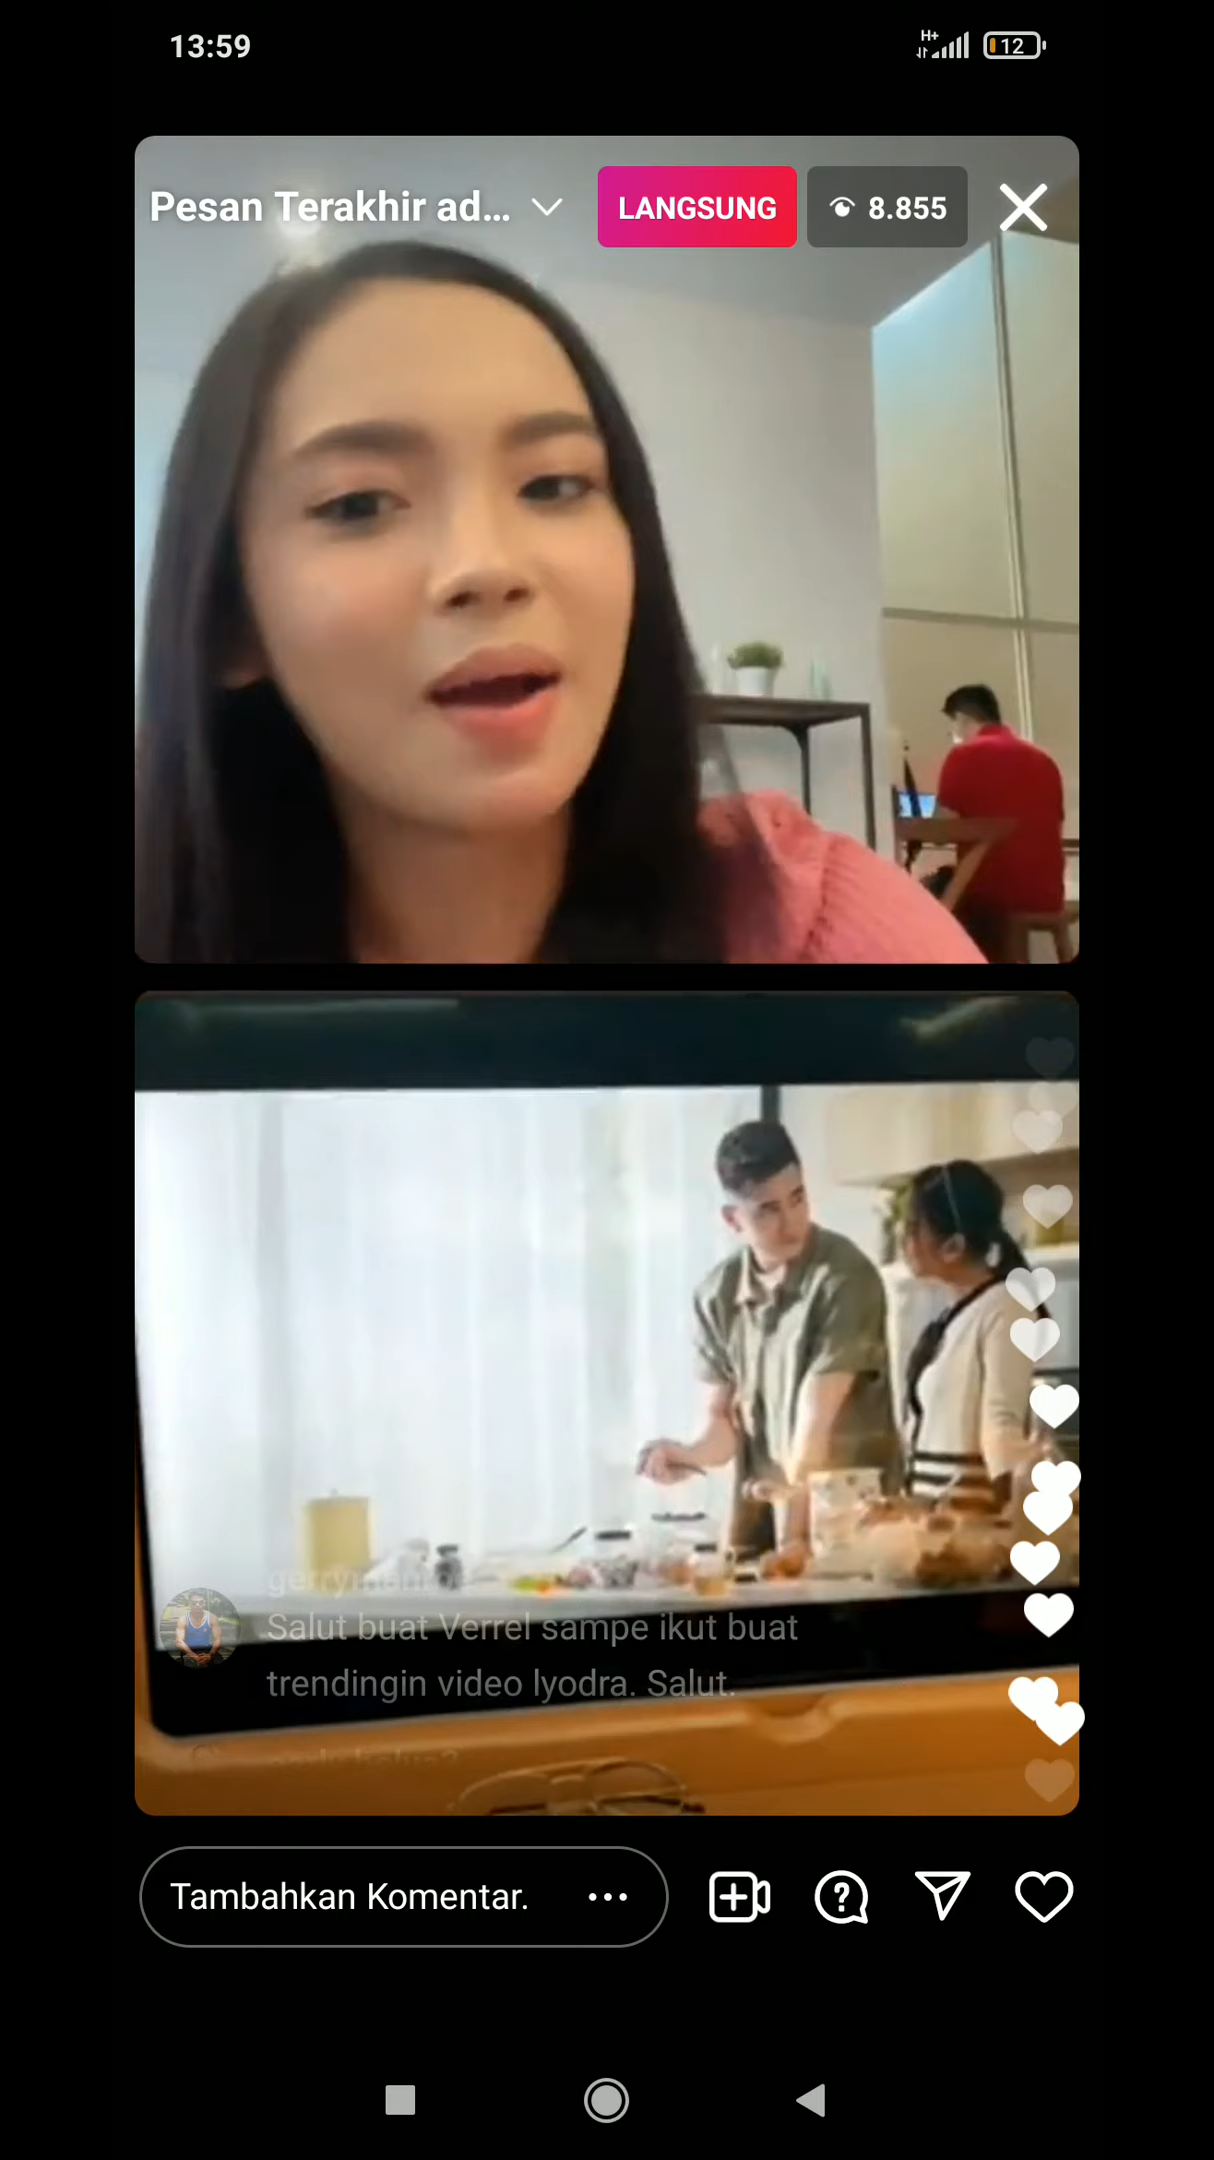 13:59
H+
12
Pesan Terakhir ad...
LANGSUNG
8.855
Salut buat Verrel sampe ikut buat
trendingin video lyodra. Salut.
Tambahkan Komentar.